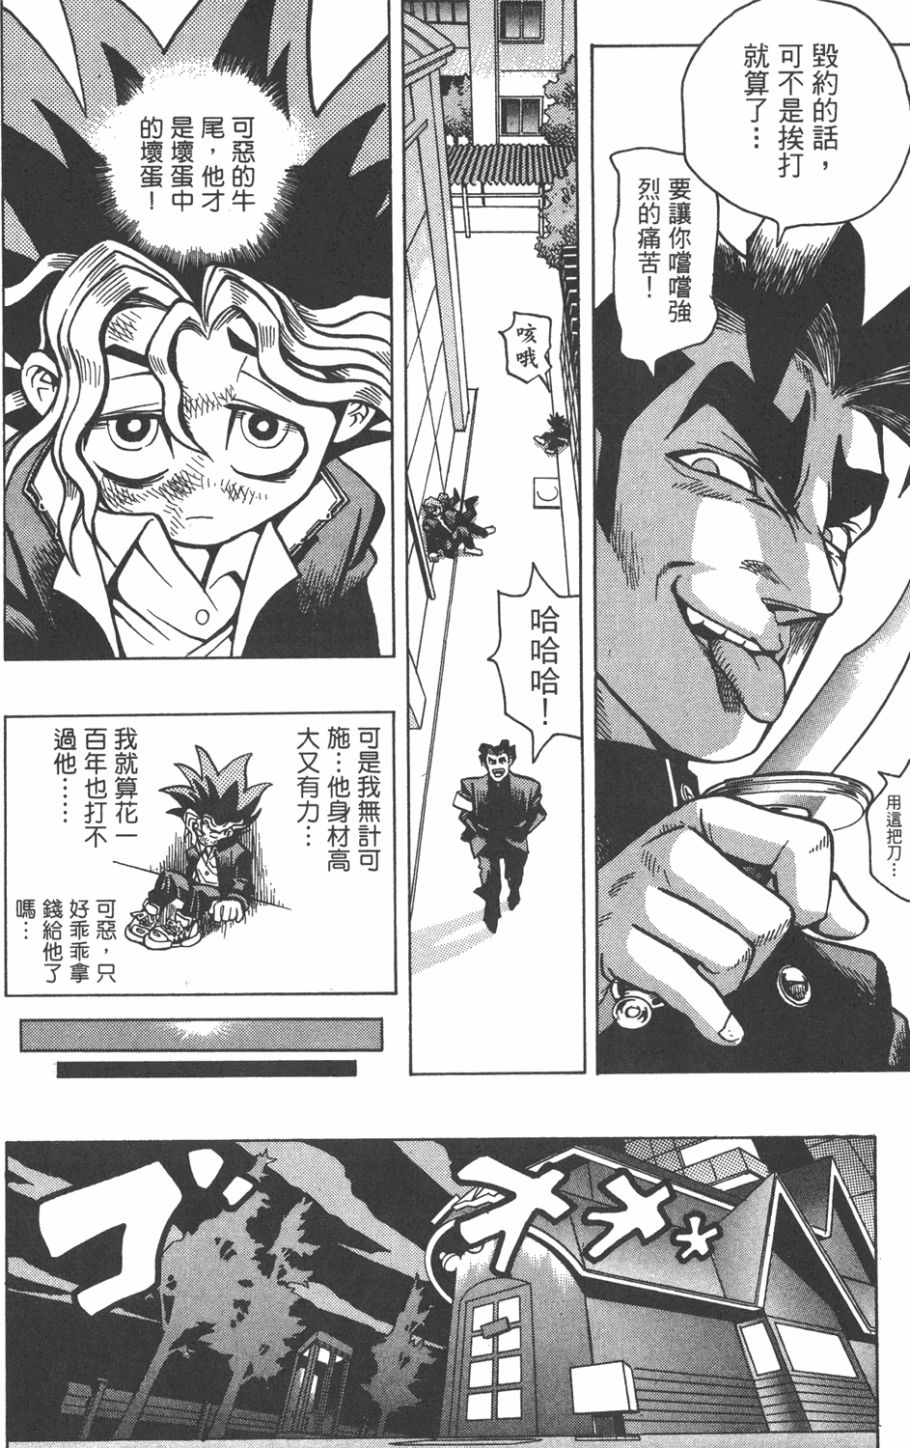 毀約的話，
可不是挨打
就算了…
要讓你嚐嚐強
烈的痛苦！
用這把刀…
咳
哦
哈哈哈！
可惡的牛
尾，他才
是壞蛋中
的壞蛋！
可是我無計可
施…他身材高
大又有力…
我就算花一
百年也打不
過他……
可惡，只
好乖乖拿
錢給他了
嗎…
ゴ
オ
オ
オ